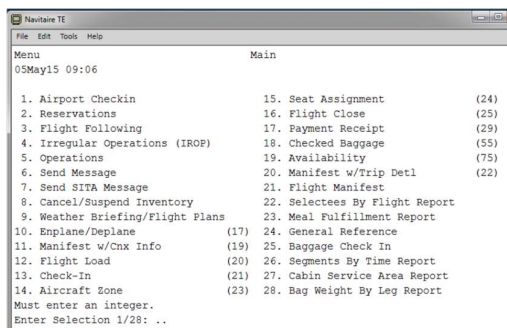 Navitaire TE
File Edit Tools Help
Menu Main
05May15 09:06
1. Airport Checkin 15. Seat Assignment (24)
2. Reservations 16. Flight Close (25)
3. Flight Following 17. Payment Receipt (29)
4. Irregular Operations (IROP) 18. Checked Baggage (55)
5. Operations 19. Availability (75)
6. Send Message 20. Manifest w/Trip Detl (22)
7. Send SITA Message 21. Flight Manifest
8. Cancel/Suspend Inventory 22. Selectees By Flight Report
9. Weather Briefing/Flight Plans 23. Meal Fulfillment Report
10. Enplane/Deplane (17) 24. General Reference
11. Manifest w/Cnx Info (19) 25. Baggage Check In
12. Flight Load (20) 26. Segments By Time Report
13. Check-In (21) 27. Cabin Service Area Report
14. Aircraft Zone (23) 28. Bag Weight By Leg Report
Must enter an integer.
Enter Selection 1/28: ..